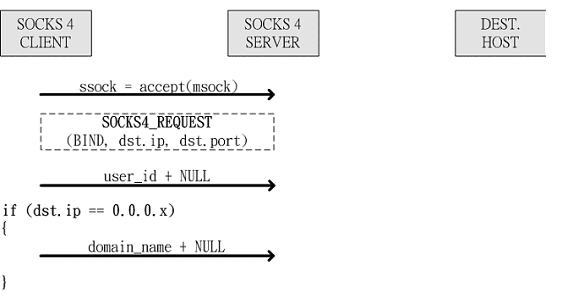 SOCKS 4
CLIENT
SOCKS 4
SERVER
DEST.
HOST
ssock = accept(msock)
SOCKS4_REQUEST
(BIND, dst.ip, dst.port)
user_id + NULL
if (dst.ip == 0.0.0.x)
{
domain_name + NULL
}